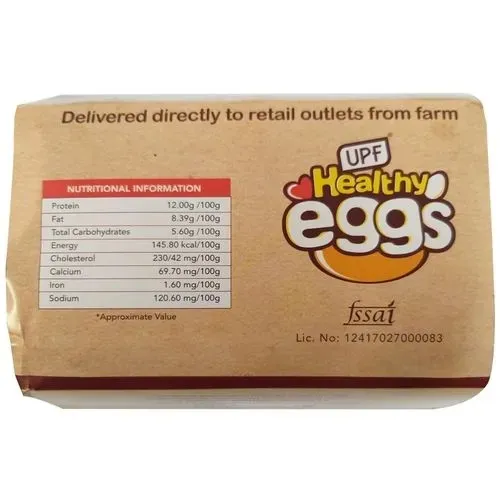 Delivered directly to retail outlets from farm
UPF
Healthy
eggs
NUTRITIONAL INFORMATION
Protein 12.00g /100g
Fat 8.39g /100g
Total Carbohydrates 5.60g /100g
Energy 145.80 kcal/100g
Cholesterol 230/42 mg/100g
Calcium 69.70 mg/100g
Iron 1.60 mg/100g
Sodium 120.60 mg/100g
*Approximate Value
fssai
Lic. No: 12417027000083